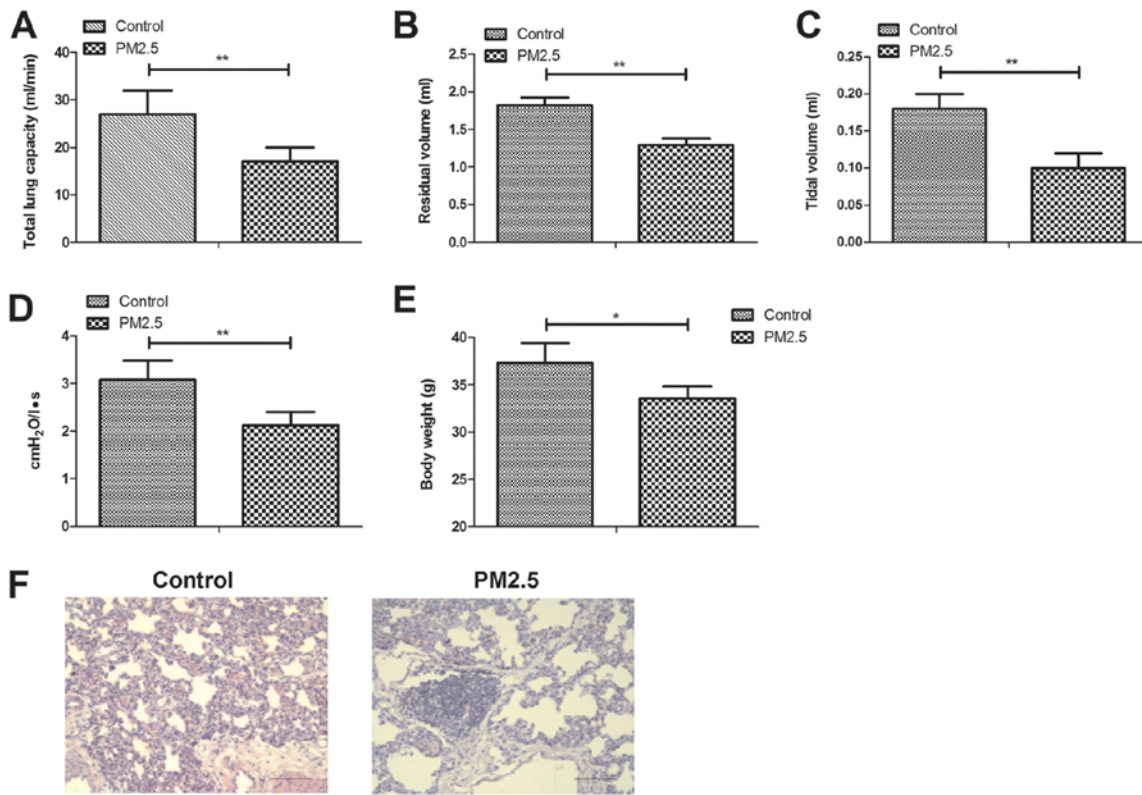 A
Control
PM2.5
Total lung capacity (ml/min)
40
30
20
10
0
**
B
Control
PM2.5
Residual volume (ml)
2.5
2.0
1.5
1.0
0.5
0.0
**
C
Control
PM2.5
Tidal volume (ml)
0.25
0.20
0.15
0.10
0.05
0.00
**
D
Control
PM2.5
cmH₂O/l•s
4
3
2
1
0
**
E
Control
PM2.5
Body weight (g)
40
35
30
25
20
*
F
Control
PM2.5